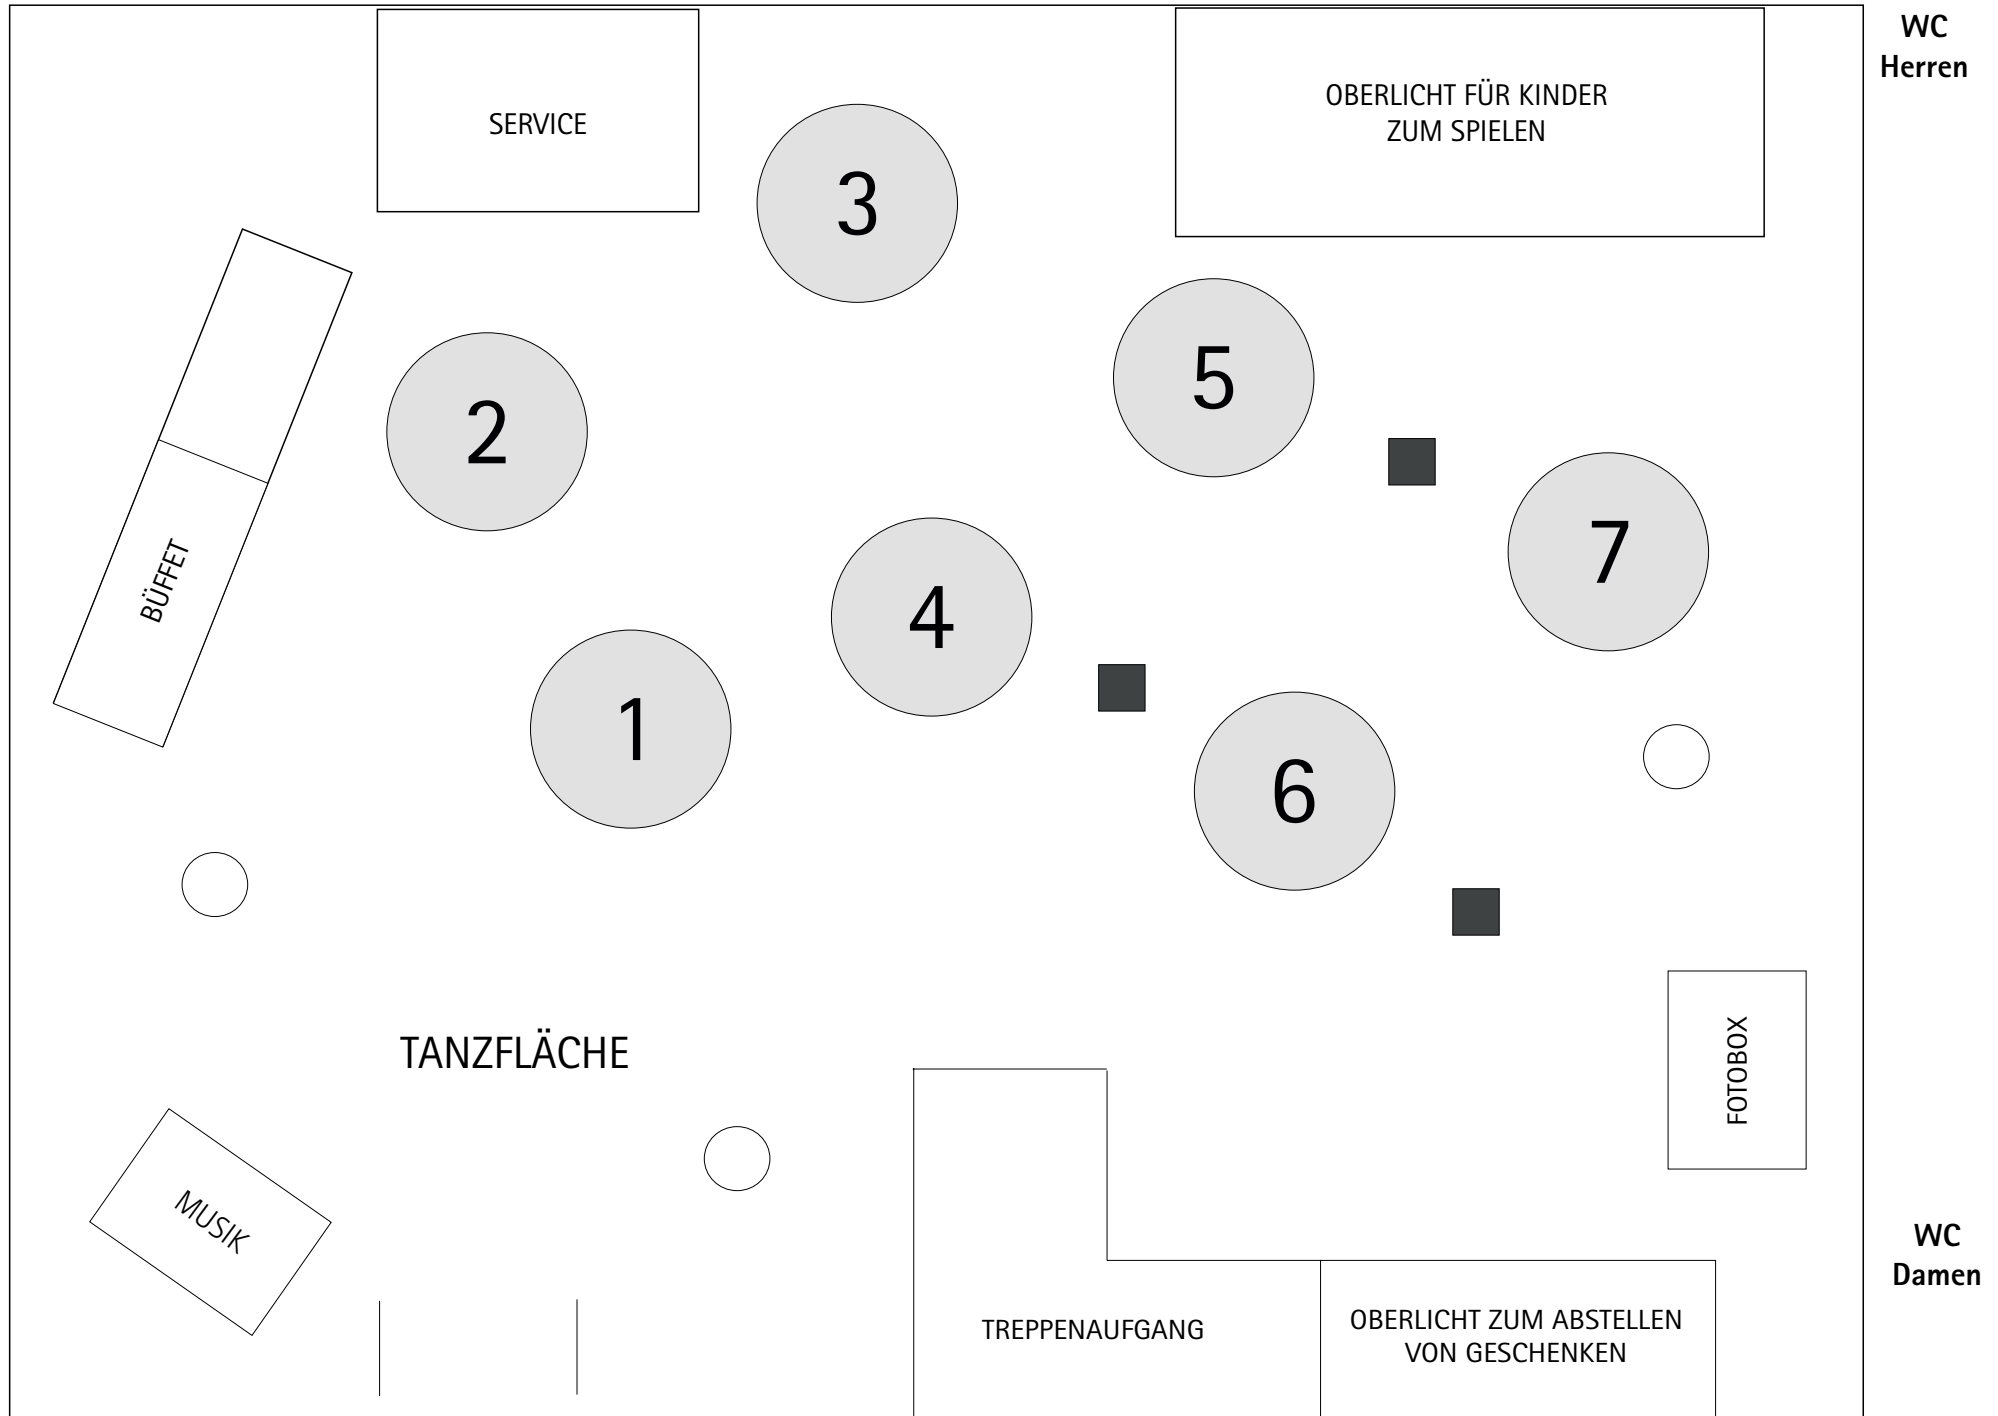 WC
Herren
SERVICE
OBERLICHT FÜR KINDER
ZUM SPIELEN
3
5
2
7
BÜFFET
4
1
6
TANZFLÄCHE
FOTOBOX
MUSIK
WC
Damen
TREPPENAUFGANG
OBERLICHT ZUM ABSTELLEN
VON GESCHENKEN